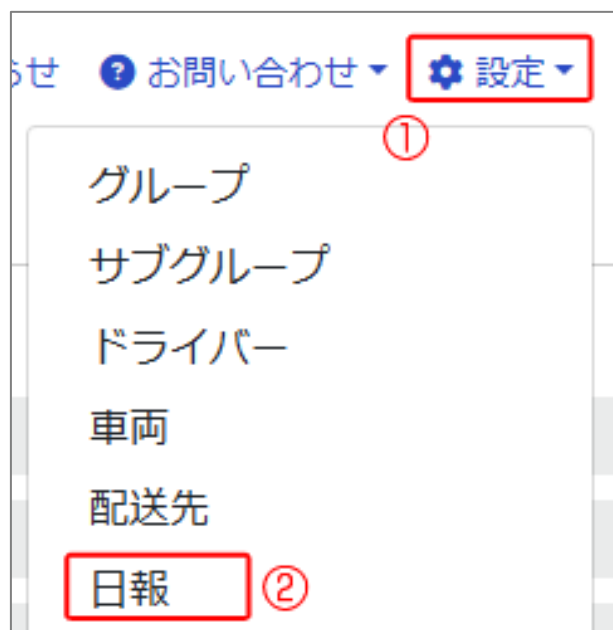 せ ? お問い合わせ 設定
①
グループ
サブグループ
ドライバー
車両
配送先
日報 ②